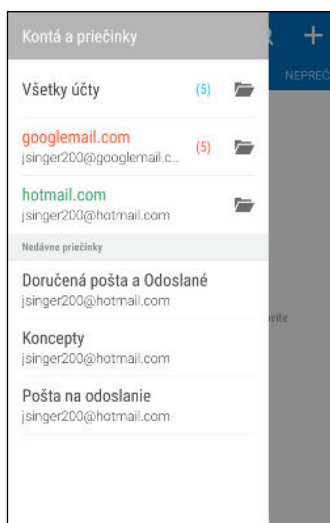 Kontá a priečinky
NEPREČ
Všetky účty (5)
googlemail.com (5)
jsinger200@googlemail.c...
hotmail.com
jsinger200@hotmail.com
Nedávne priečinky
Doručená pošta a Odoslané
jsinger200@hotmail.com
ovite
Koncepty
jsinger200@hotmail.com
Pošta na odoslanie
jsinger200@hotmail.com